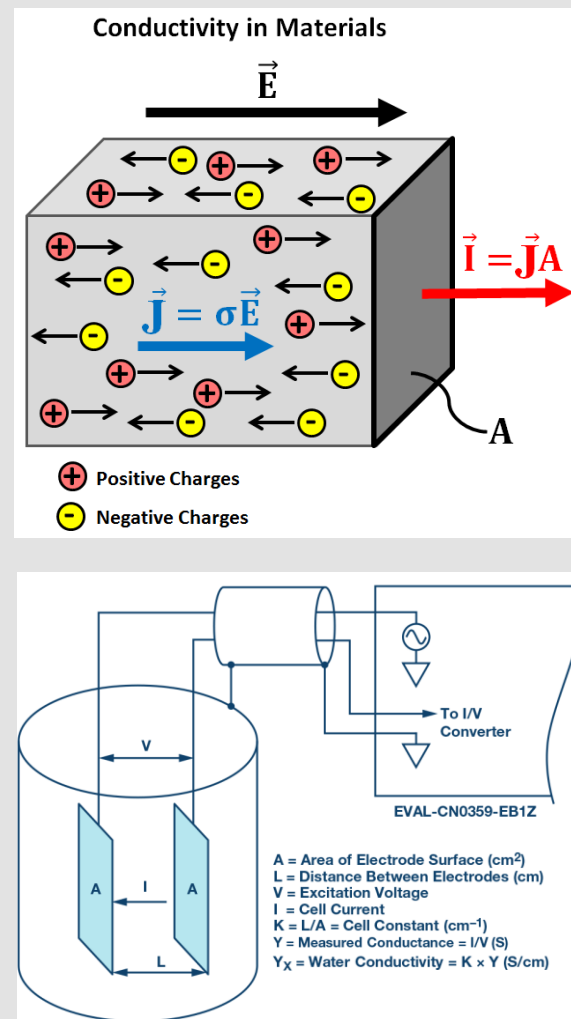 Conductivity in Materials
E⃗
I⃗ = J⃗A
J⃗ = σE⃗
A
Positive Charges
Negative Charges
V
To I/V
Converter
EVAL-CN0359-EB1Z
A
I
A
L
A = Area of Electrode Surface (cm²)
L = Distance Between Electrodes (cm)
V = Excitation Voltage
I = Cell Current
K = L/A = Cell Constant (cm⁻¹)
Y = Measured Conductance = I/V (S)
Yx = Water Conductivity = K × Y (S/cm)